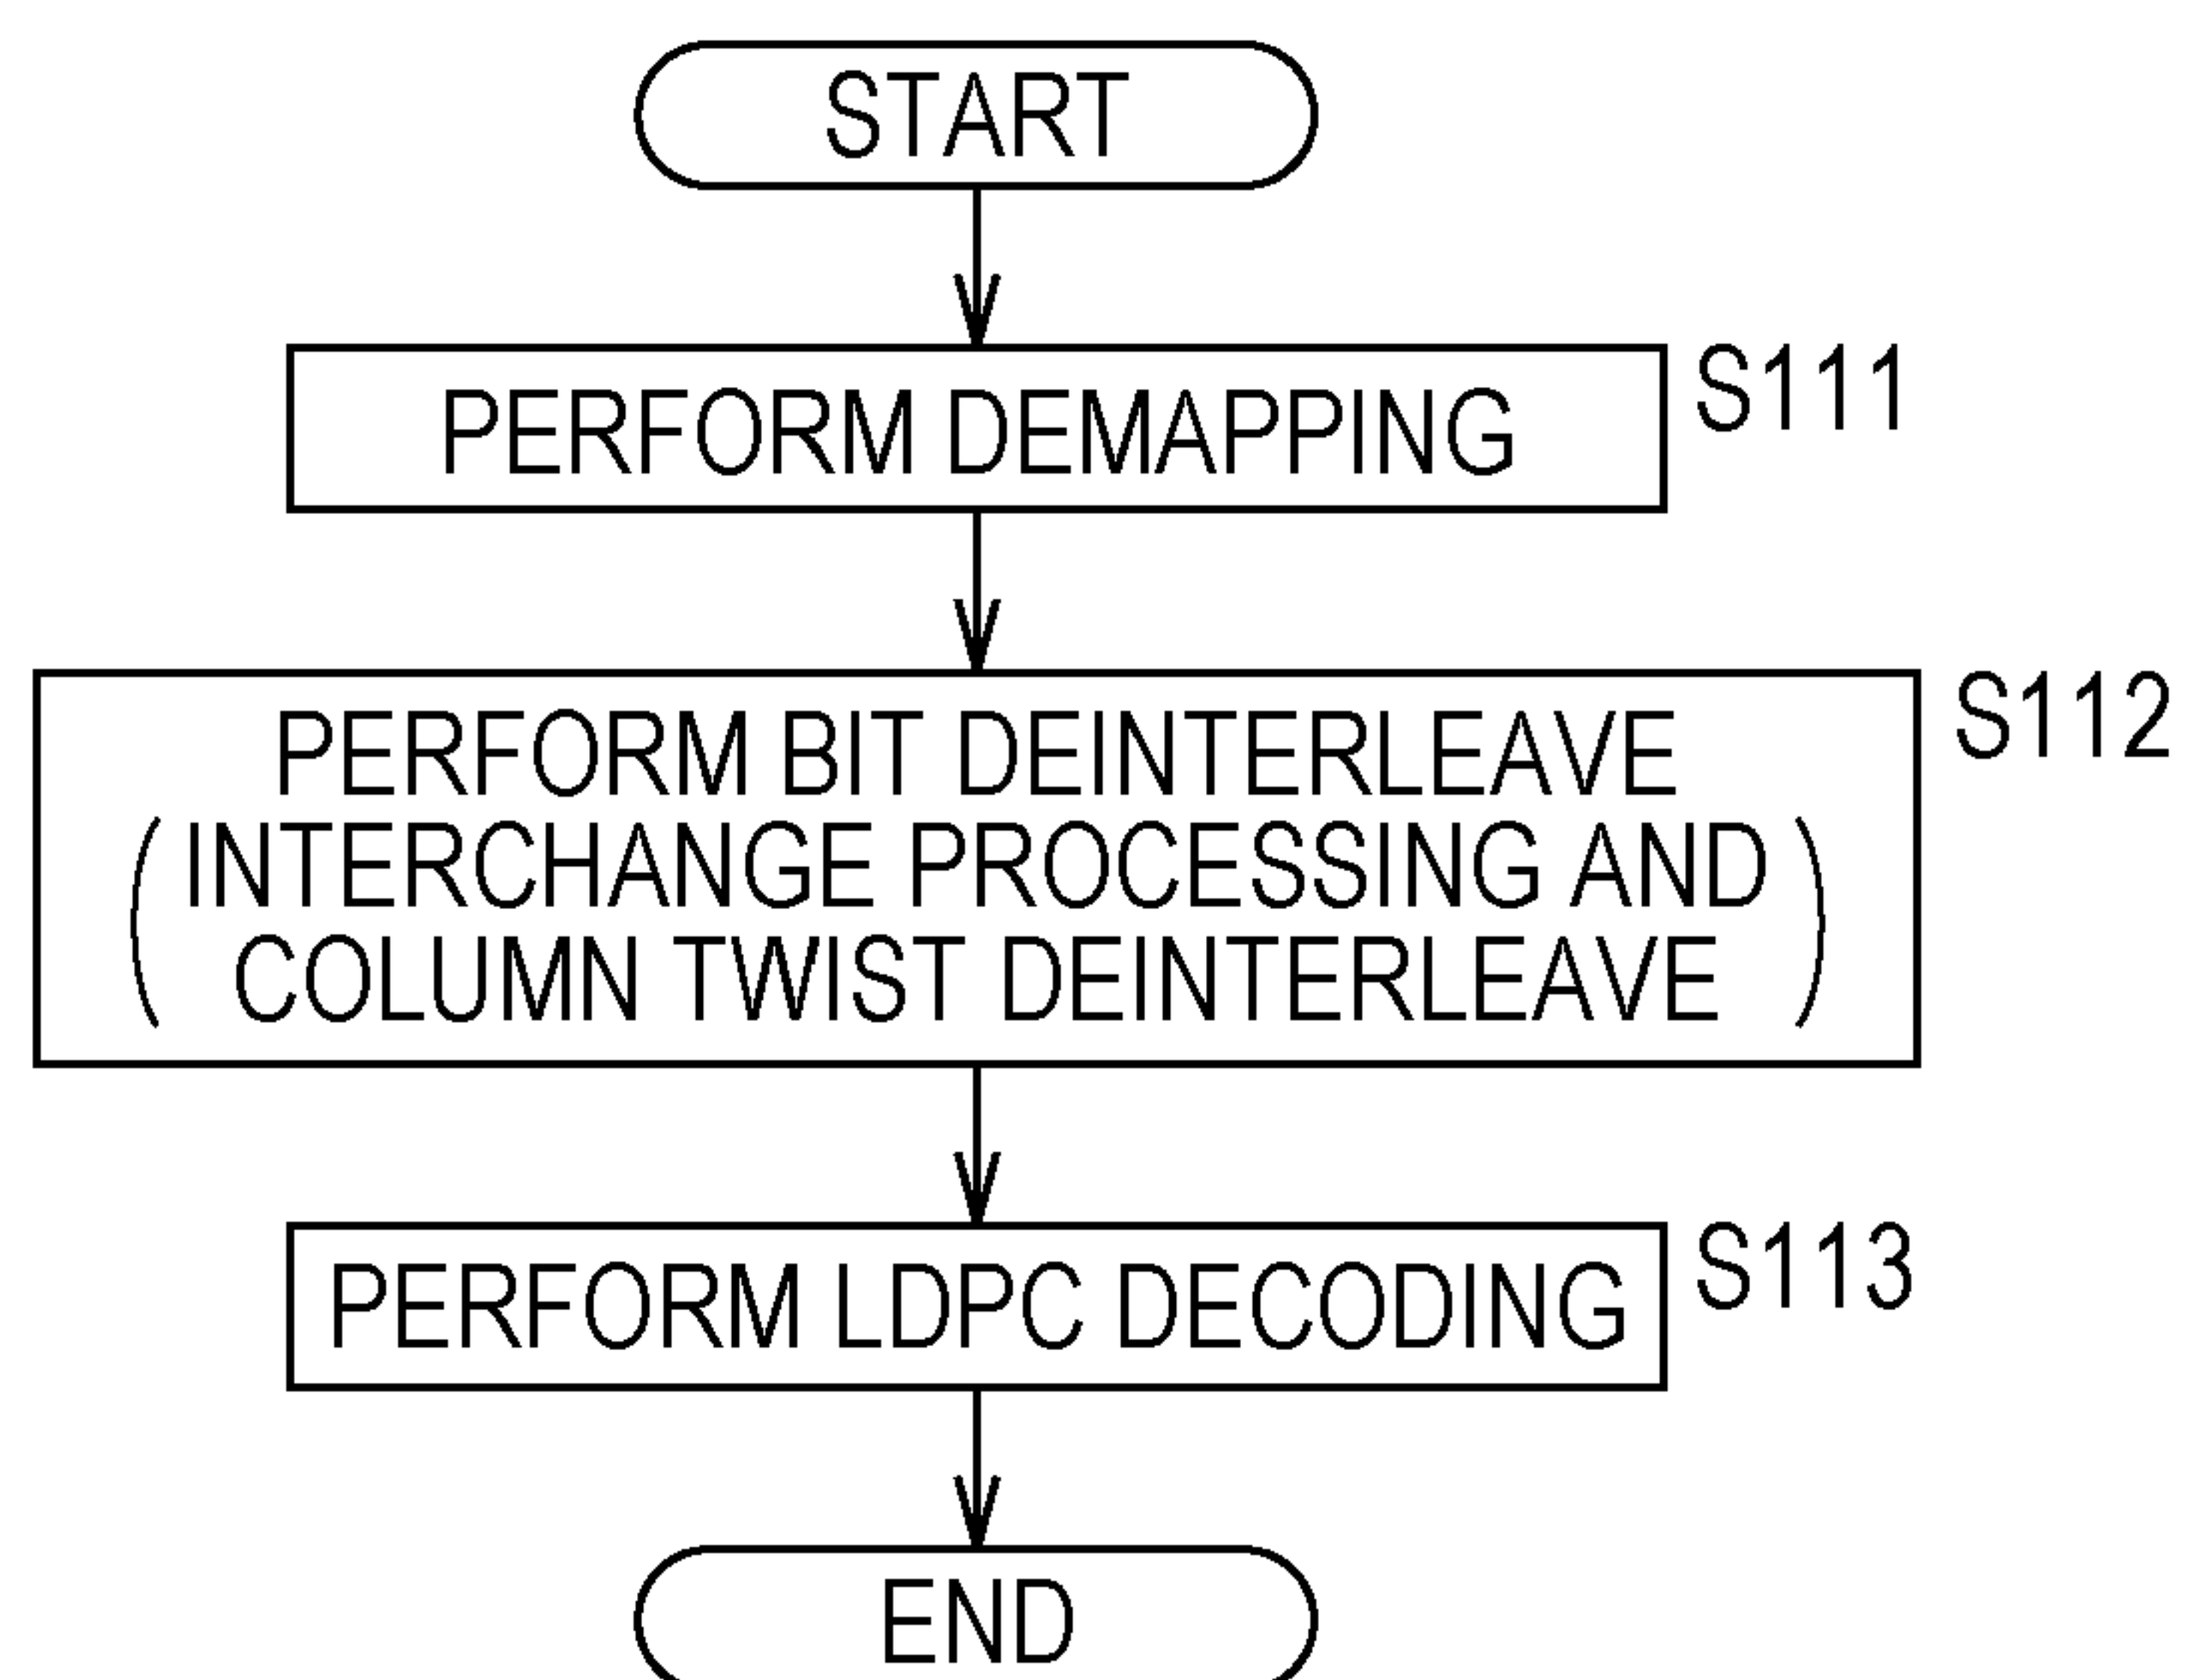 START
PERFORM DEMAPPING
S111
PERFORM BIT DEINTERLEAVE
(INTERCHANGE PROCESSING AND
COLUMN TWIST DEINTERLEAVE)
S112
PERFORM LDPC DECODING
S113
END